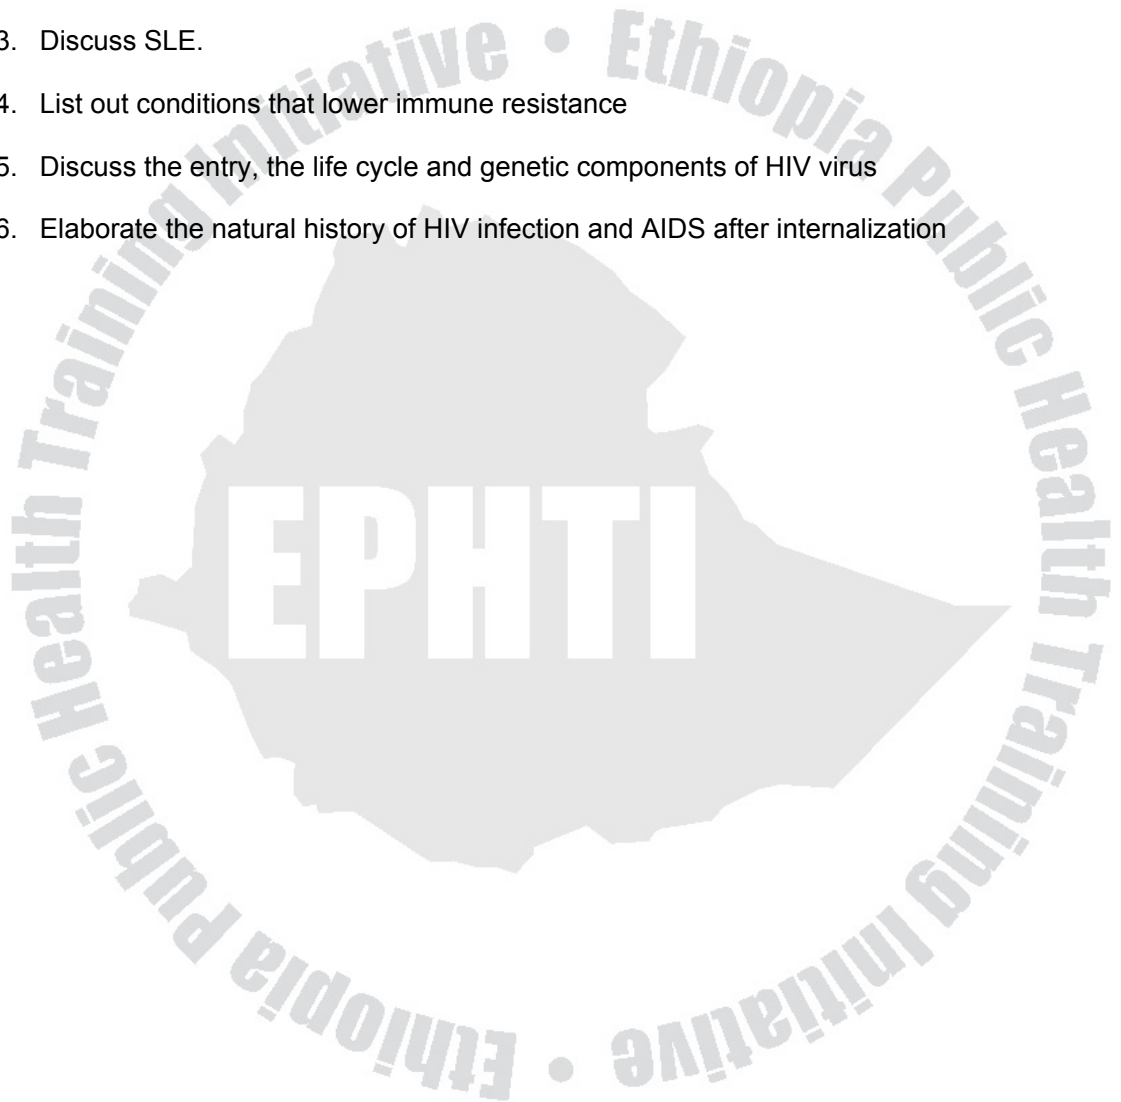 3. Discuss SLE.
4. List out conditions that lower immune resistance
5. Discuss the entry, the life cycle and genetic components of HIV virus
6. Elaborate the natural history of HIV infection and AIDS after internalization
EPHTI
Ethiopia Public Health Training Initiative • Ethiopia Public Health Training Initiative •